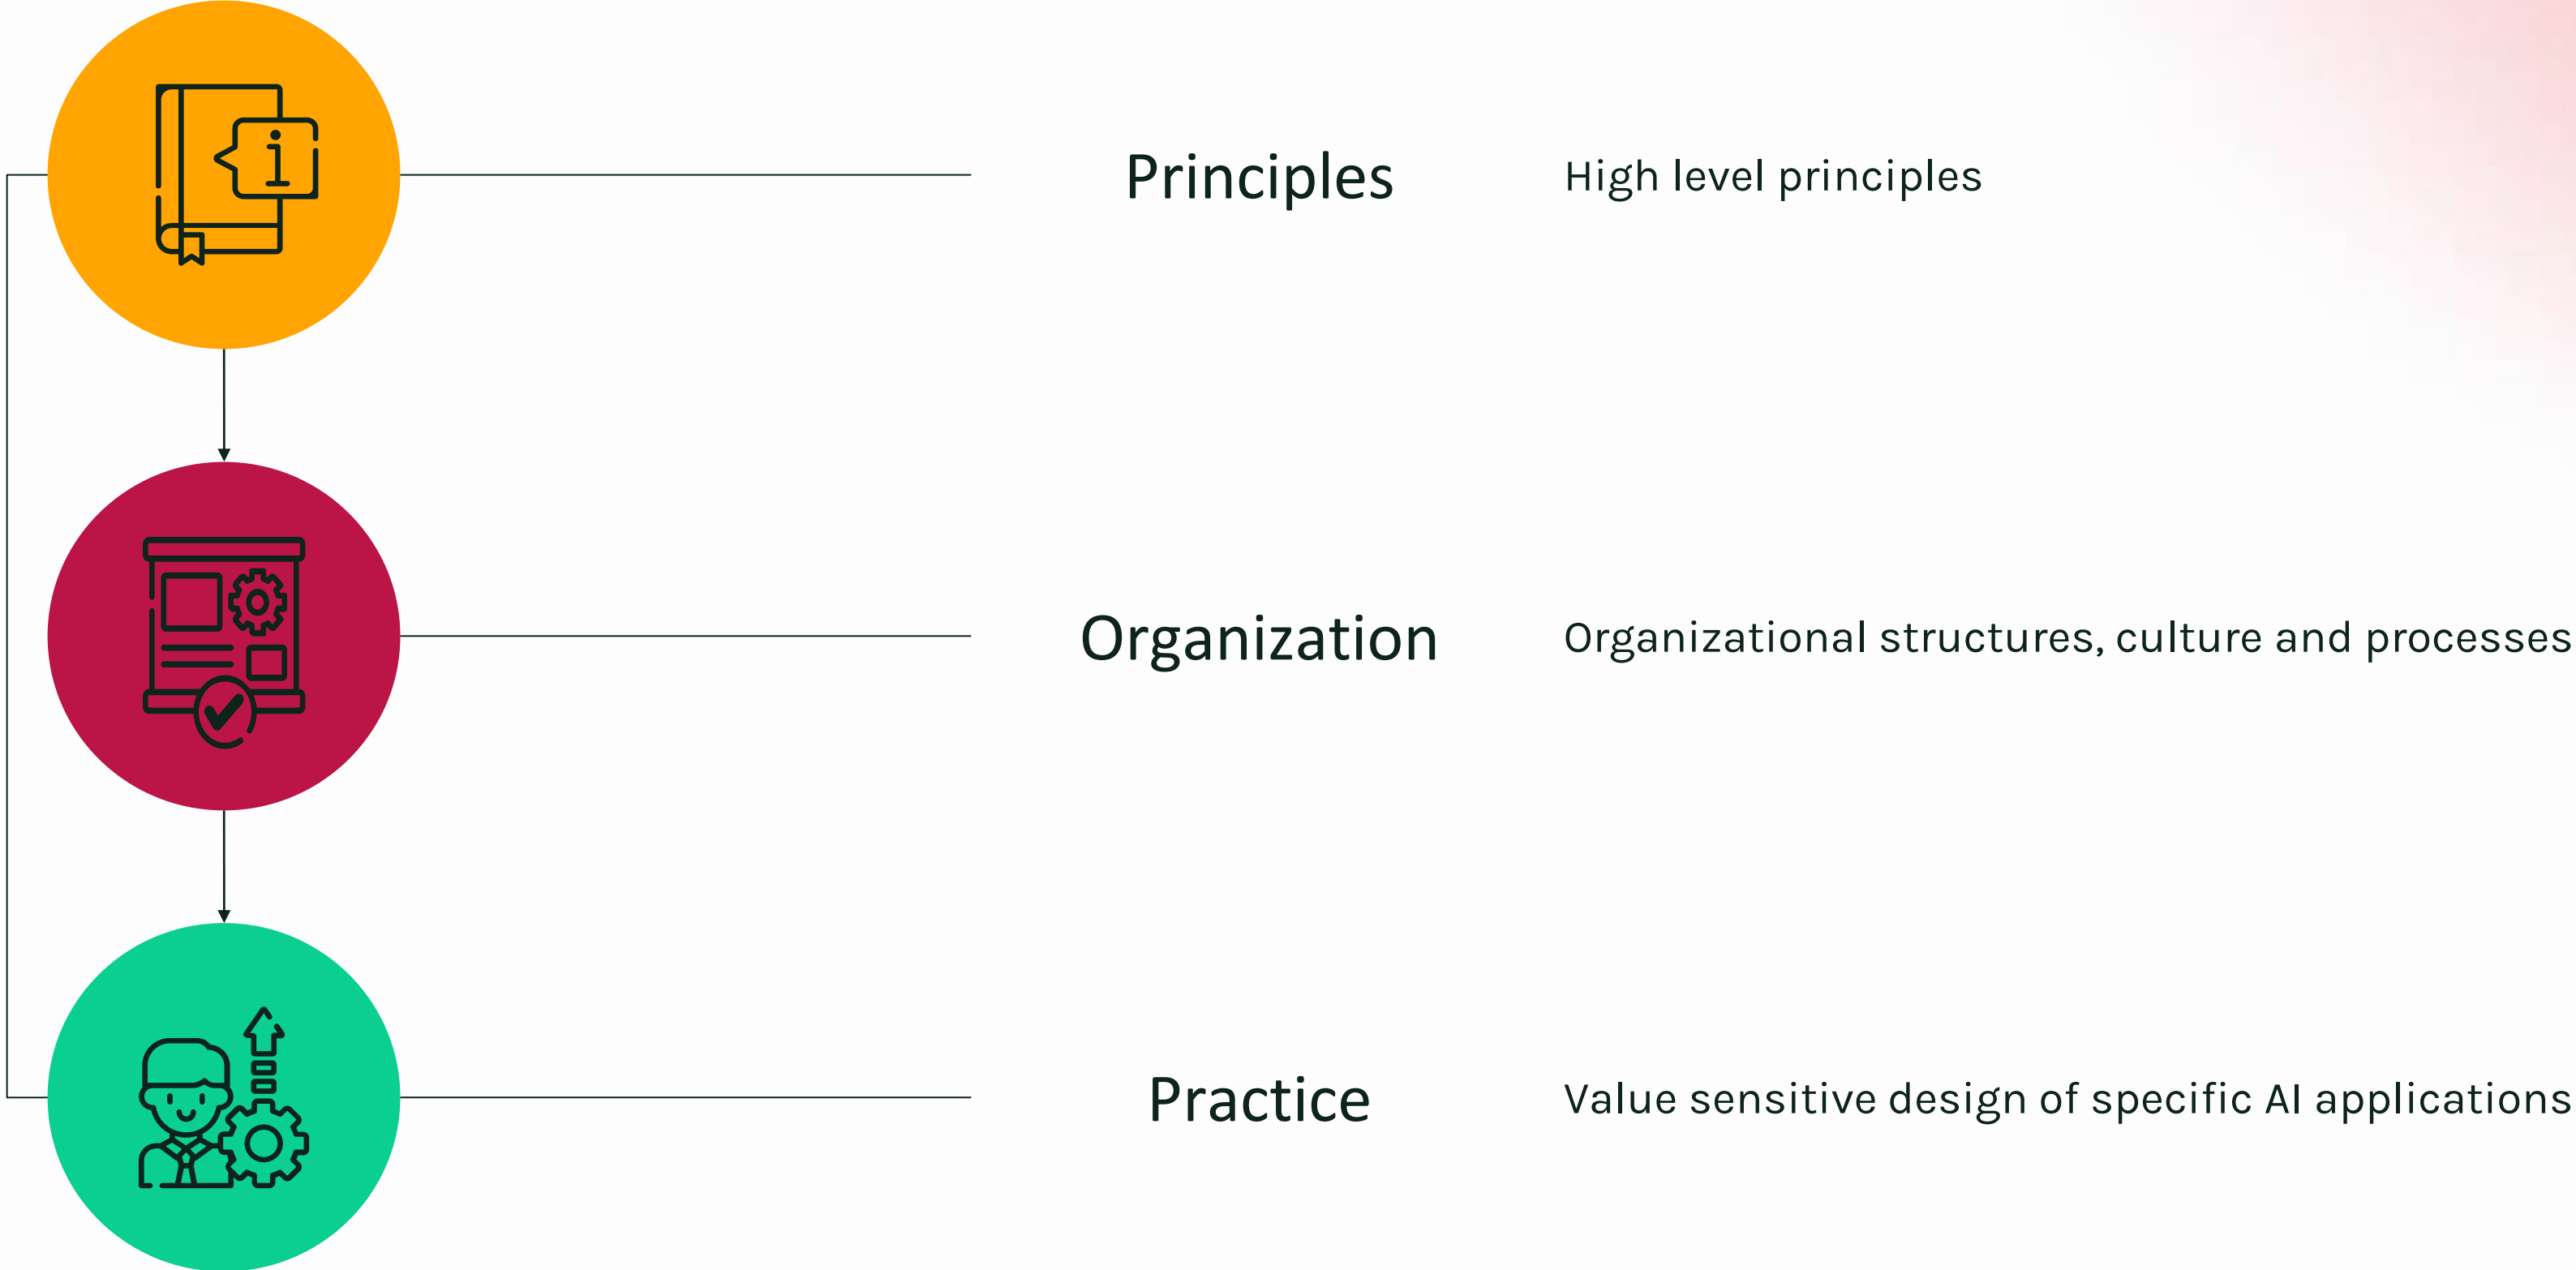 Principles
High level principles
Organization
Organizational structures, culture and processes
Practice
Value sensitive design of specific AI applications